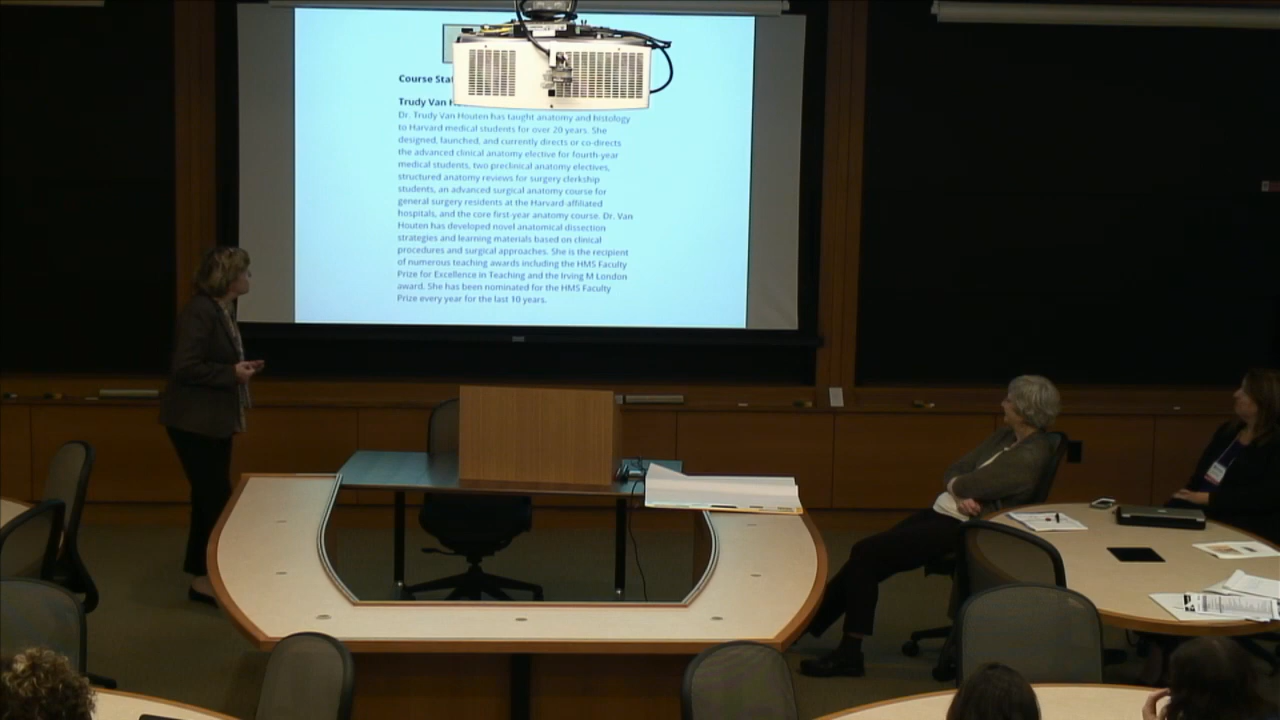 Course Sta
Trudy Van H
Dr. Trudy Van Houten has taught anatomy and histology
to Harvard medical students for over 20 years. She
designed, launched, and currently directs or co-directs
the advanced clinical anatomy elective for fourth-year
medical students, two preclinical anatomy electives,
structured anatomy reviews for surgery clerkship
students, an advanced surgical anatomy course for
general surgery residents at the Harvard-affiliated
hospitals, and the core first-year anatomy course. Dr. Van
Houten has developed novel anatomical dissection
strategies and learning materials based on clinical
procedures and surgical approaches. She is the recipient
of numerous teaching awards including the HMS Faculty
Prize for Excellence in Teaching and the Irving M London
award. She has been nominated for the HMS Faculty
Prize every year for the last 10 years.